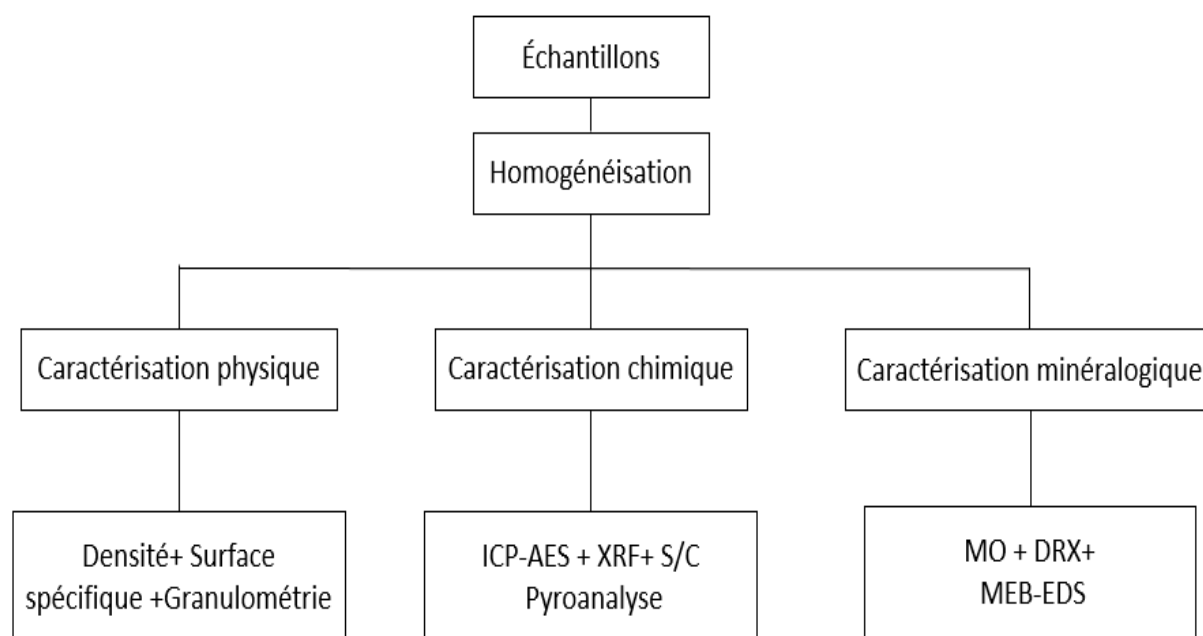 Échantillons
Homogénéisation
Caractérisation physique
Caractérisation chimique
Caractérisation minéralogique
Densité+ Surface
spécifique +Granulométrie
ICP-AES + XRF+ S/C
Pyroanalyse
MO + DRX+
MEB-EDS